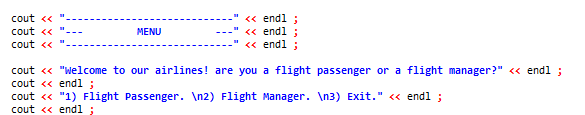 cout << "----------------------------" << endl ;
cout << "---        MENU        ---" << endl ;
cout << "----------------------------" << endl ;

cout << "Welcome to our airlines! are you a flight passenger or a flight manager?" << endl ;
cout << endl ;
cout << "1) Flight Passenger. \n2) Flight Manager. \n3) Exit." << endl ;
cout << endl ;